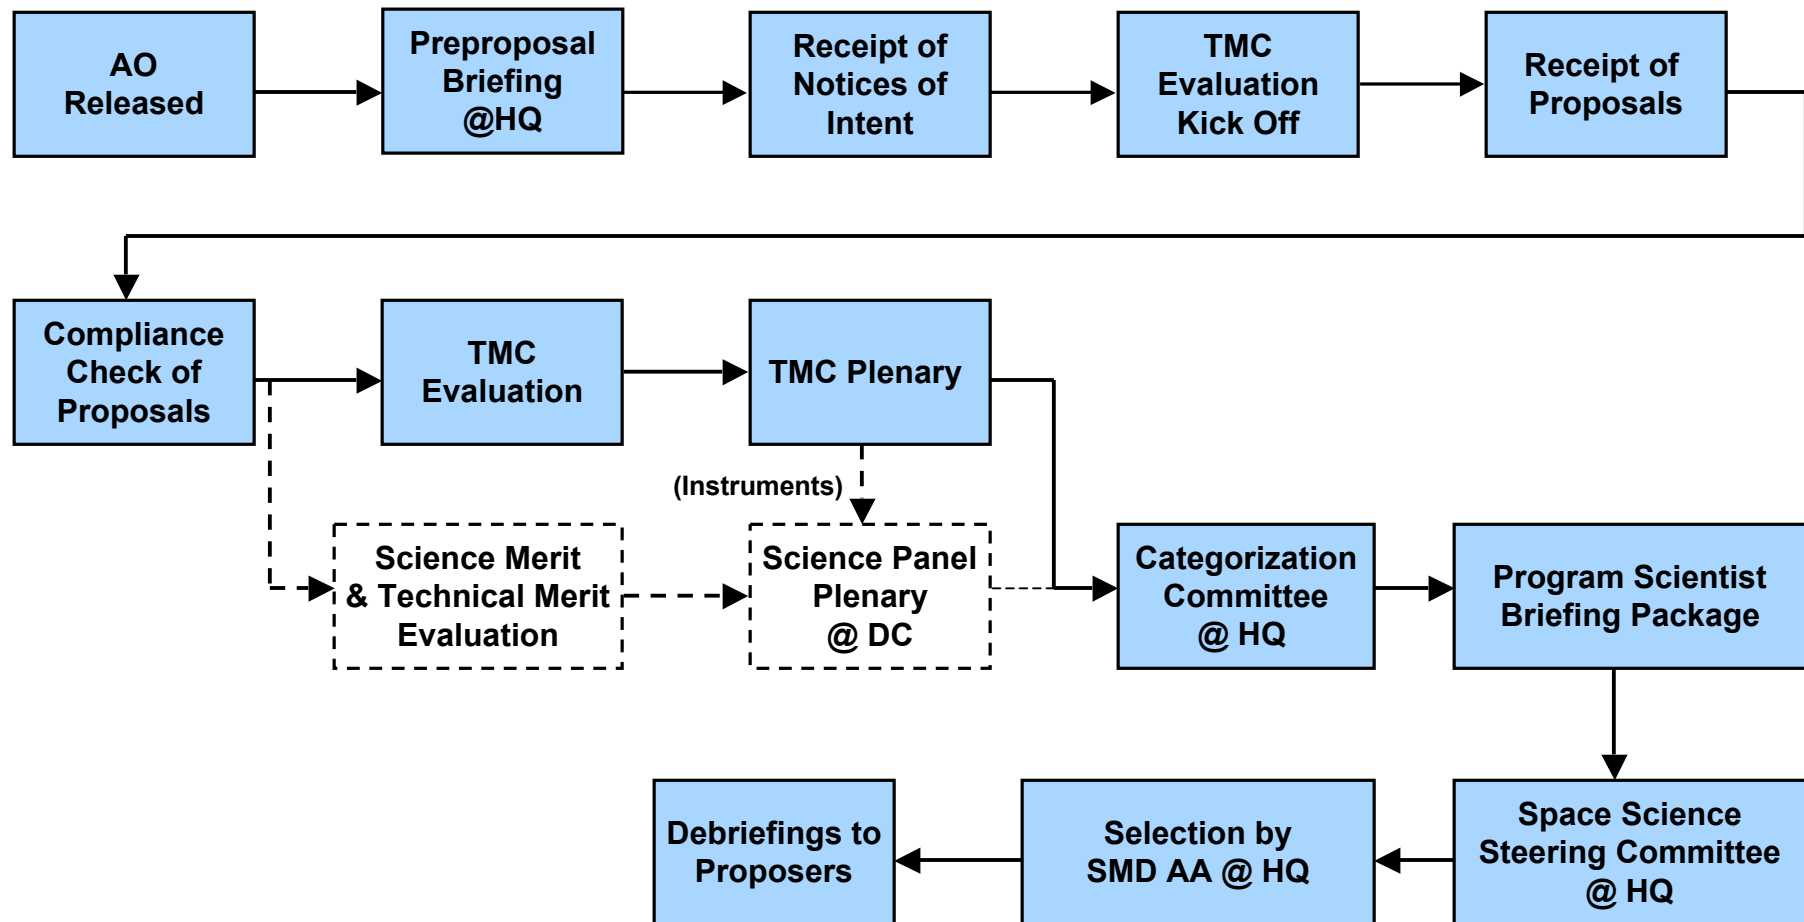 AO
Released
Preproposal
Briefing
@HQ
Receipt of
Notices of
Intent
TMC
Evaluation
Kick Off
Receipt of
Proposals
Compliance
Check of
Proposals
TMC
Evaluation
TMC Plenary
(Instruments)
Science Merit
& Technical Merit
Evaluation
Science Panel
Plenary
@ DC
Categorization
Committee
@ HQ
Program Scientist
Briefing Package
Debriefings to
Proposers
Selection by
SMD AA @ HQ
Space Science
Steering Committee
@ HQ